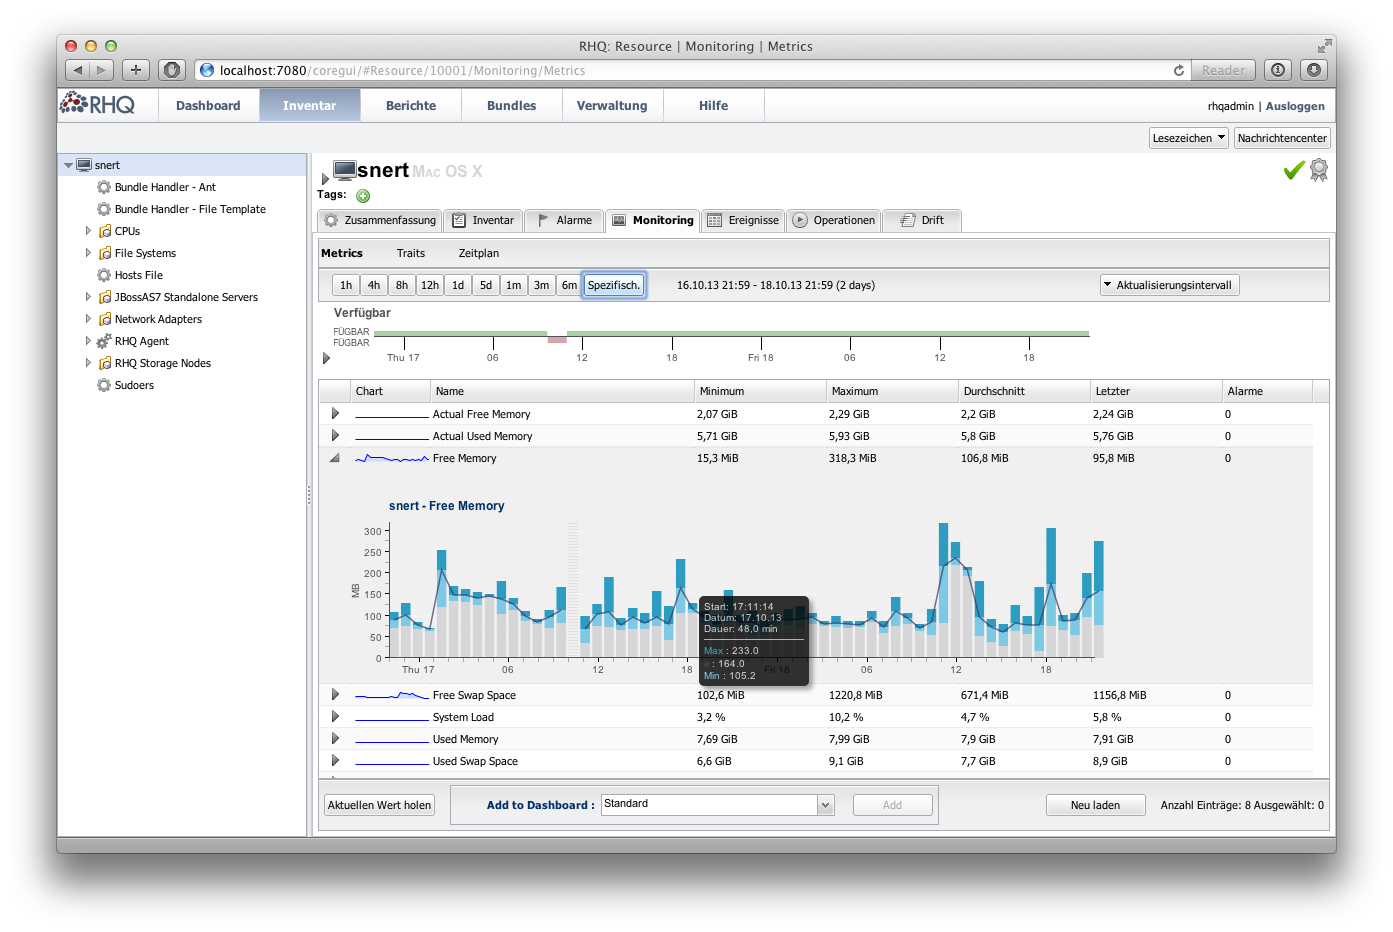 RHQ: Resource | Monitoring | Metrics
localhost:7080/coregui/#Resource/10001/Monitoring/Metrics
Reader
RHQ
Dashboard Inventar Berichte Bundles Verwaltung Hilfe
rhqadmin | Ausloggen
Lesezeichen Nachrichtencenter
snert
Bundle Handler - Ant
Bundle Handler - File Template
CPUs
File Systems
Hosts File
JBossAS7 Standalone Servers
Network Adapters
RHQ Agent
RHQ Storage Nodes
Sudoers
snert Mac OS X
Tags:
Zusammenfassung Inventar Alarme Monitoring Ereignisse Operationen Drift
Metrics Traits Zeitplan
1h 4h 8h 12h 1d 5d 1m 3m 6m Spezifisch. 16.10.13 21:59 - 18.10.13 21:59 (2 days) Aktualisierungsintervall
Verfügbar
FÜGBAR
FÜGBAR
Thu 17 06 12 18 Fri 18 06 12 18
Chart Name Minimum Maximum Durchschnitt Letzter Alarme
Actual Free Memory 2,07 GiB 2,29 GiB 2,2 GiB 2,24 GiB 0
Actual Used Memory 5,71 GiB 5,93 GiB 5,8 GiB 5,76 GiB 0
Free Memory 15,3 MiB 318,3 MiB 106,8 MiB 95,8 MiB 0
snert - Free Memory
300
250
200
150
100
50
0
MB
Thu 17 06 12 18 Fri 18 06 12 18
Start: 17:11:14
Datum: 17.10.13
Dauer: 48,0 min
Max : 233.0
: 164.0
Min : 105.2
Free Swap Space 102,6 MiB 1220,8 MiB 671,4 MiB 1156,8 MiB 0
System Load 3,2 % 10,2 % 4,7 % 5,8 % 0
Used Memory 7,69 GiB 7,99 GiB 7,9 GiB 7,91 GiB 0
Used Swap Space 6,6 GiB 9,1 GiB 7,7 GiB 8,9 GiB 0
Aktuellen Wert holen Add to Dashboard : Standard Add Neu laden Anzahl Einträge: 8 Ausgewählt: 0